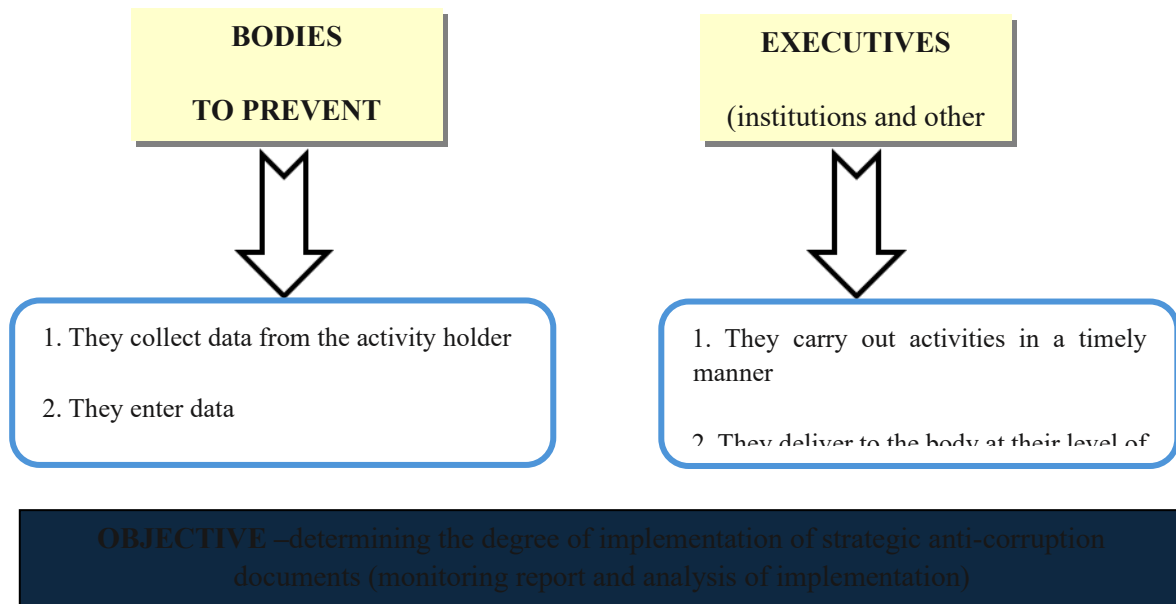 BODIES
TO PREVENT
EXECUTIVES
(institutions and other
1. They collect data from the activity holder
2. They enter data
1. They carry out activities in a timely
manner
2. They deliver to the body at their level of
OBJECTIVE –determining the degree of implementation of strategic anti-corruption
documents (monitoring report and analysis of implementation)